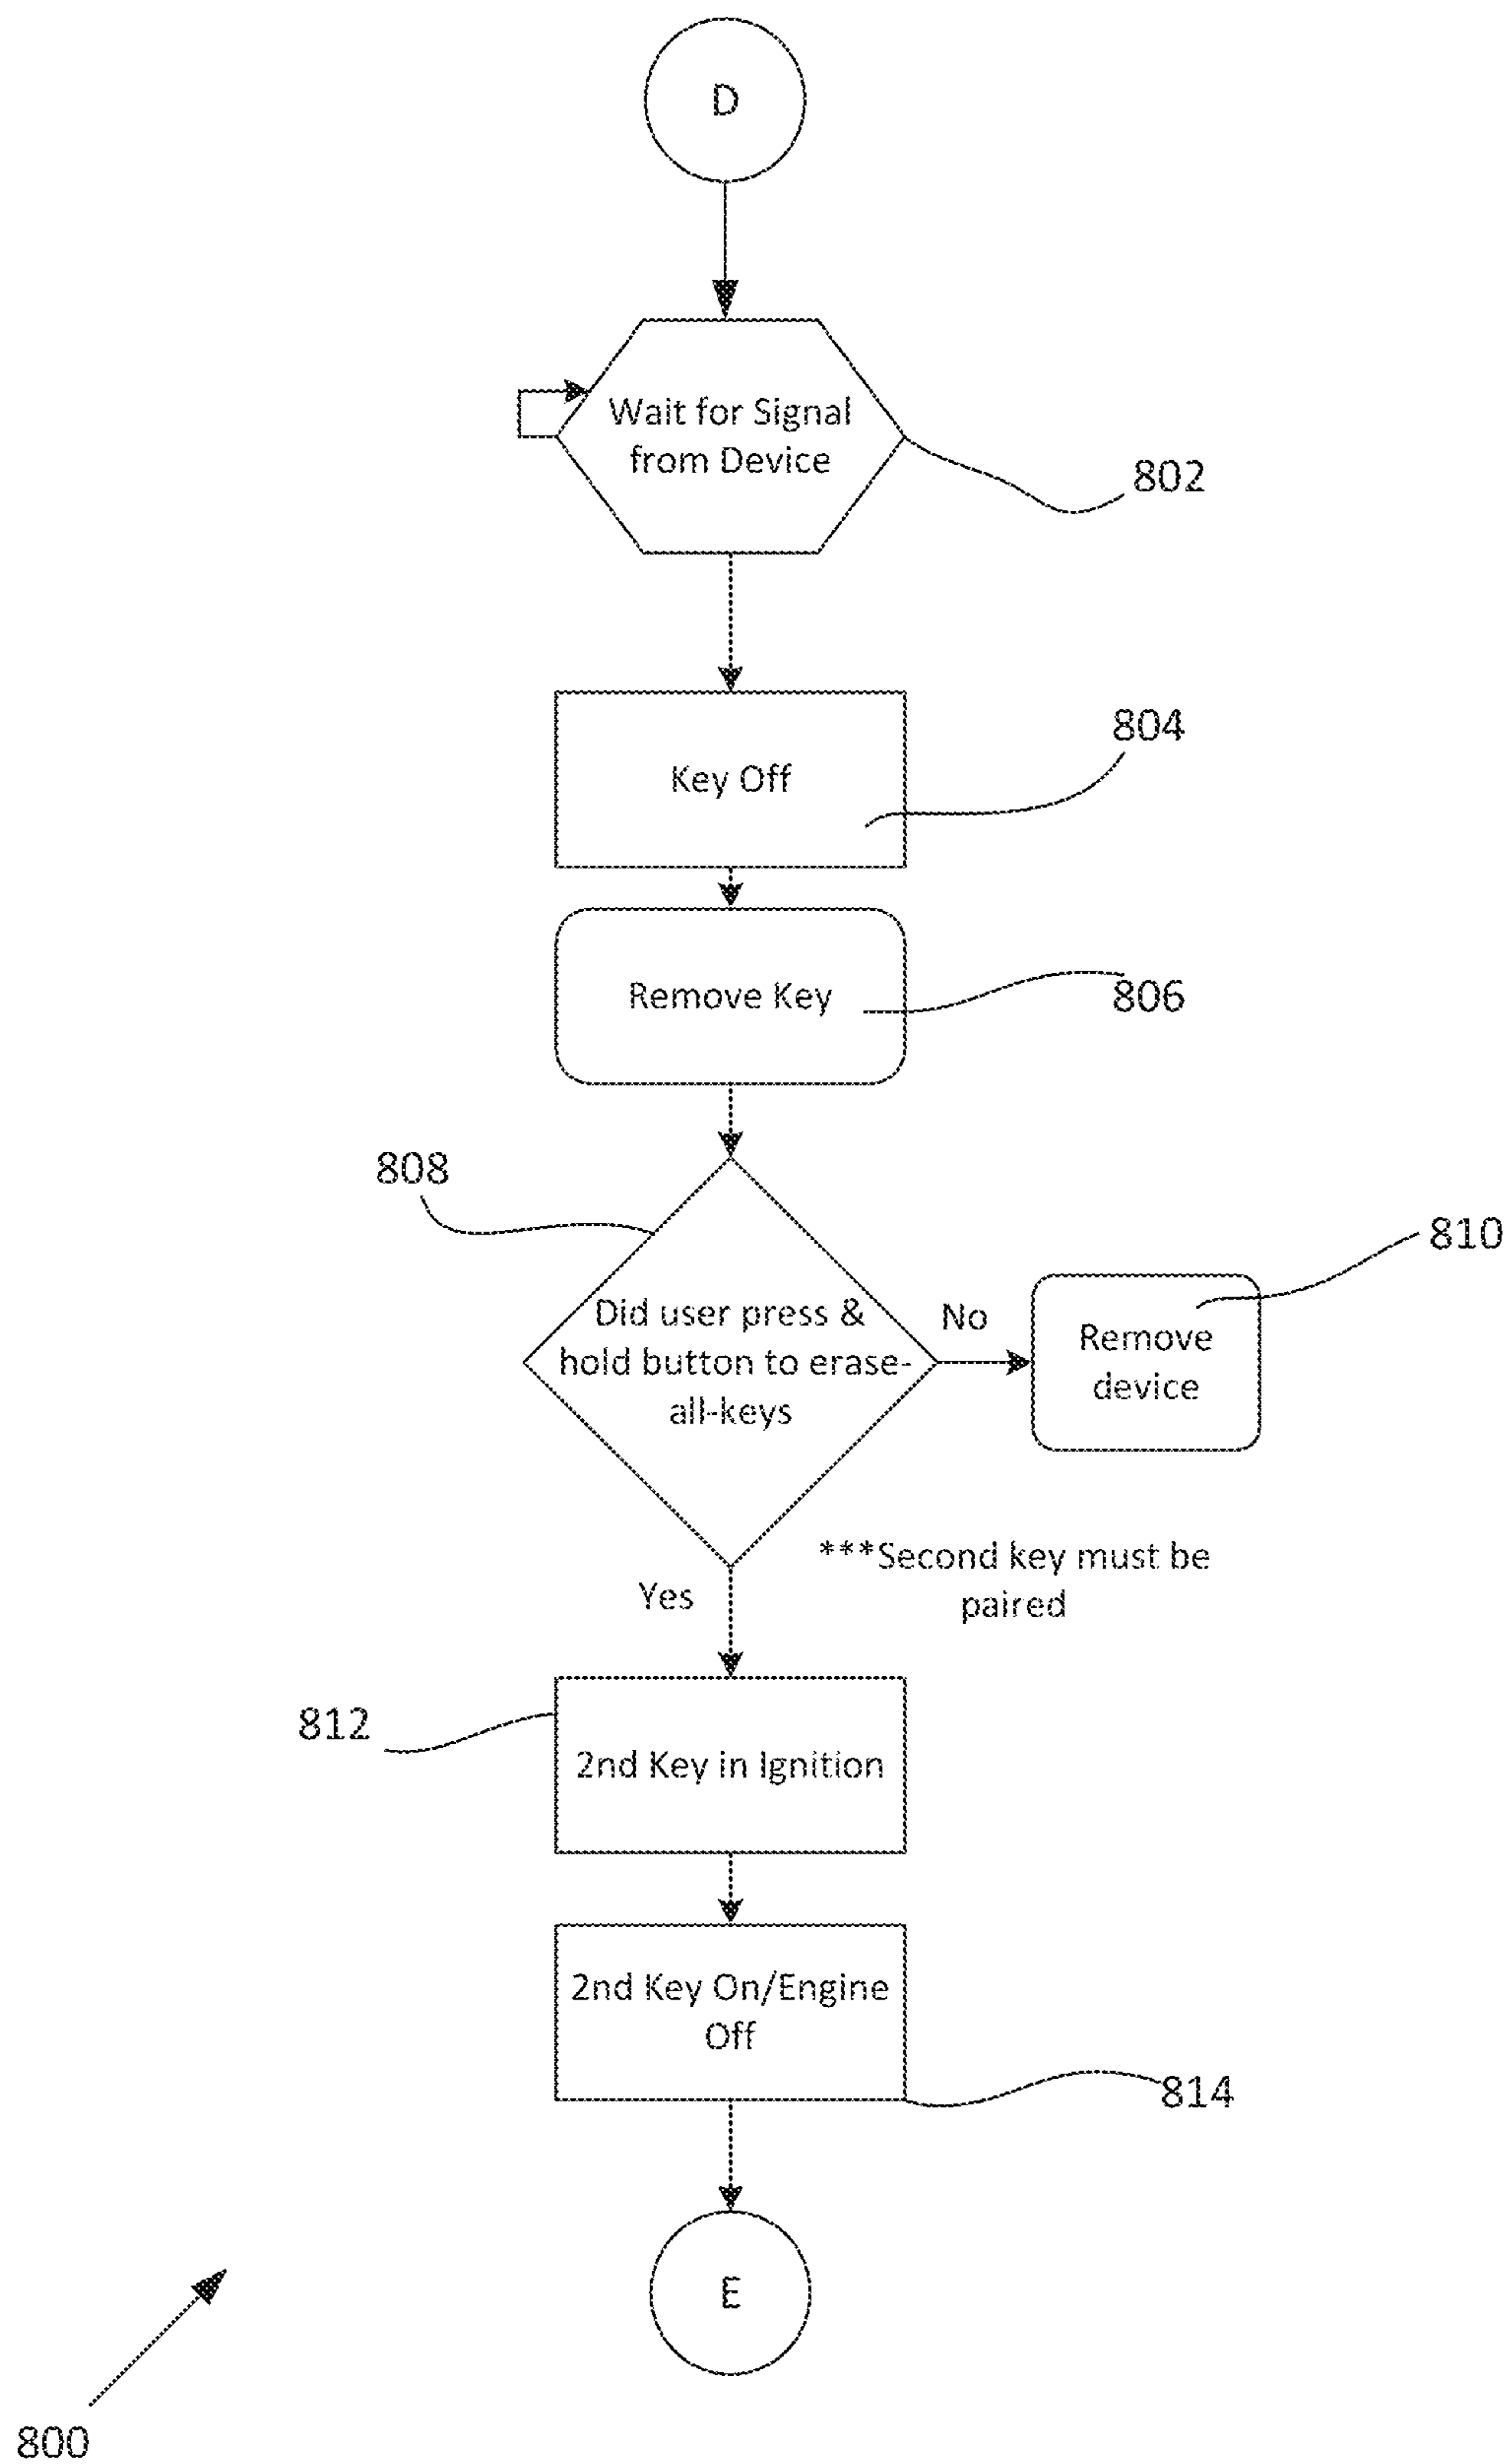 D
Wait for Signal
from Device
802
Key Off
804
Remove Key
806
808
Did user press &
hold button to erase-
all-keys
No
Remove
device
810
***Second key must be
paired
Yes
812
2nd Key in Ignition
2nd Key On/Engine
Off
814
E
800